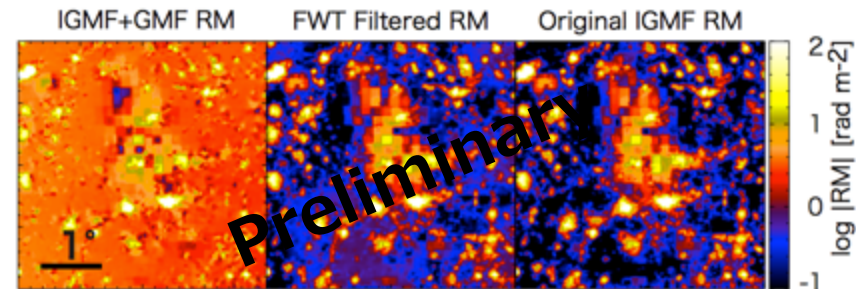 IGMF+GMF RM
FWT Filtered RM
Original IGMF RM
Preliminary
1°
2
1
0
-1
log |RM| [rad m-2]